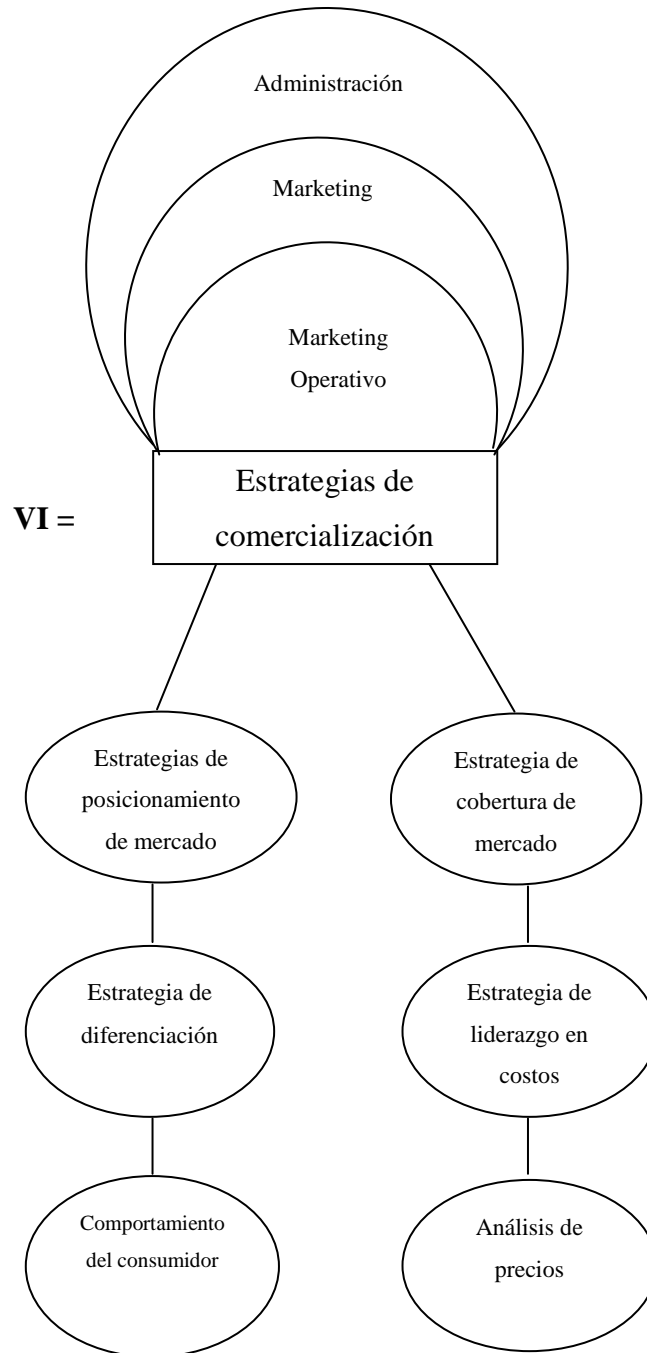 Administración
Marketing
Marketing
Operativo
VI =
Estrategias de
comercialización
Estrategias de
posicionamiento
de mercado
Estrategia de
cobertura de
mercado
Estrategia de
diferenciación
Estrategia de
liderazgo en
costos
Comportamiento
del consumidor
Análisis de
precios